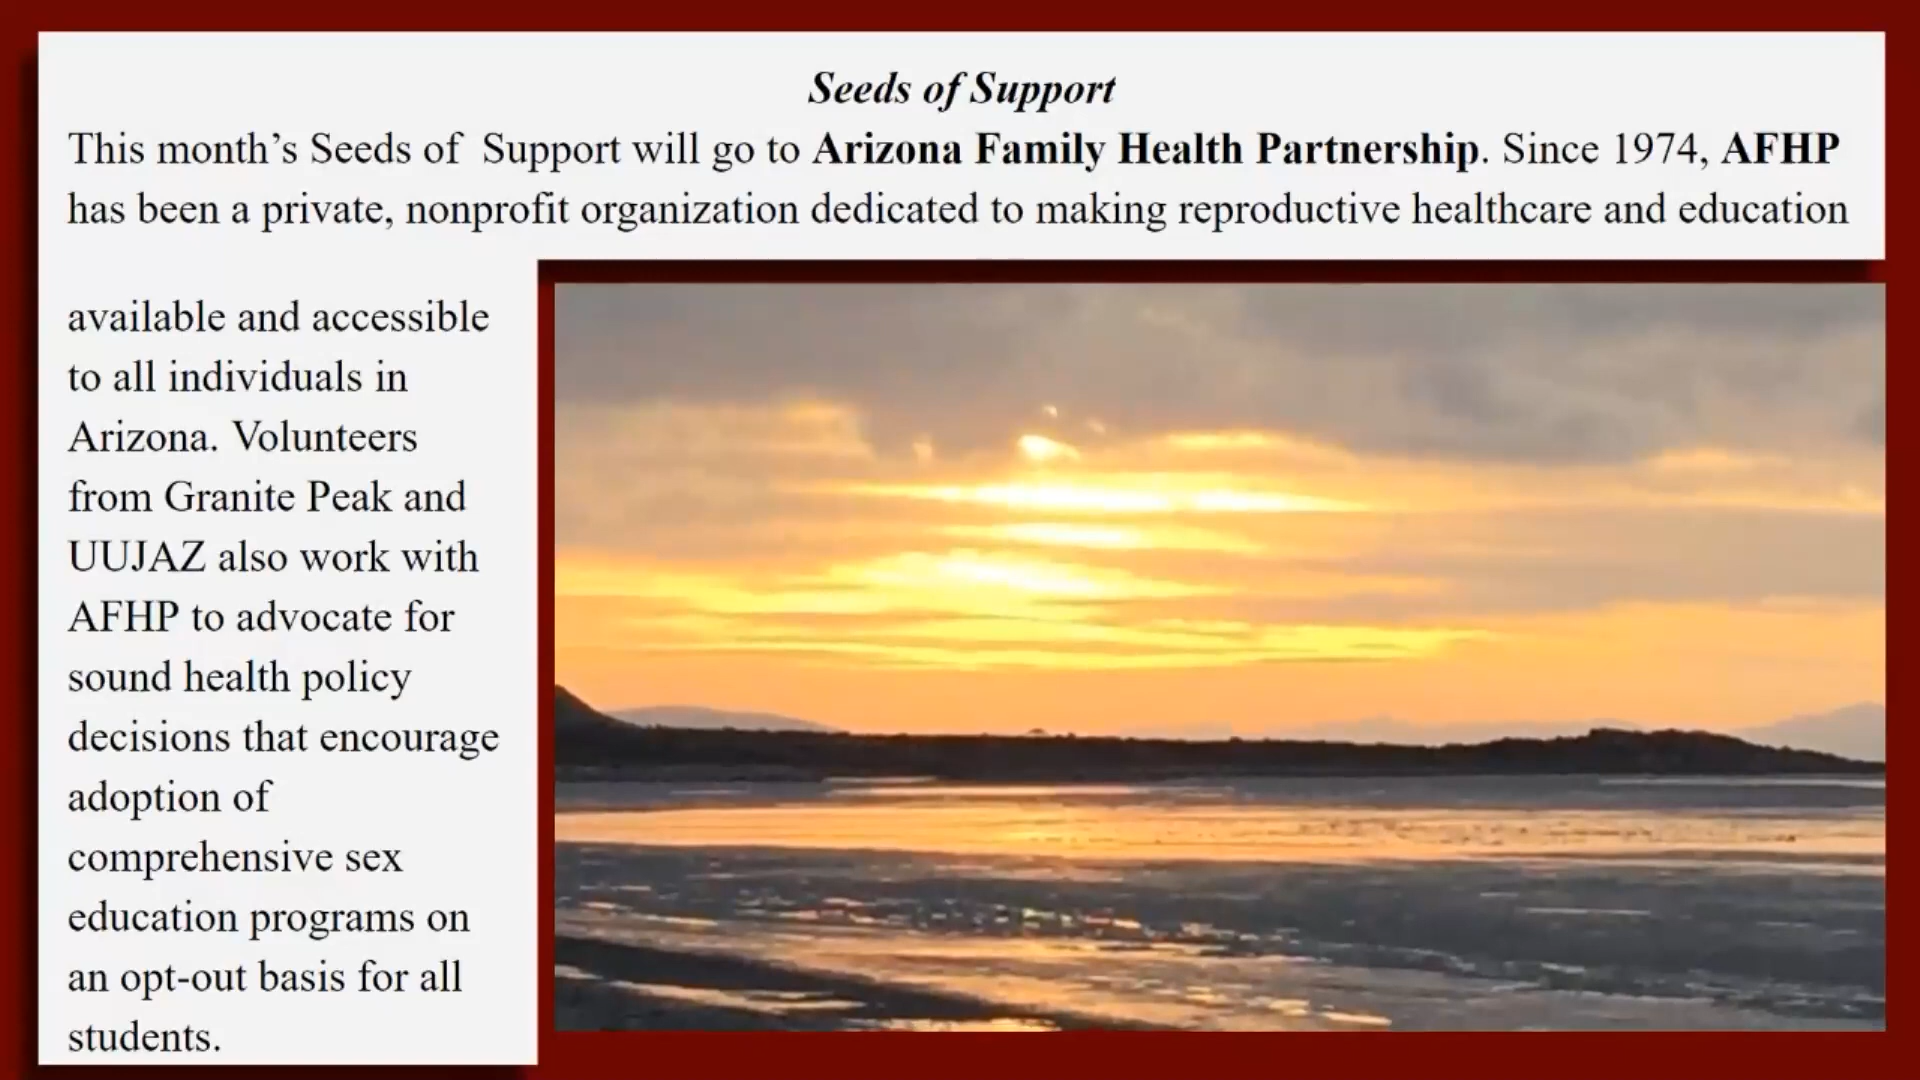 Seeds of Support
This month’s Seeds of  Support will go to Arizona Family Health Partnership. Since 1974, AFHP
has been a private, nonprofit organization dedicated to making reproductive healthcare and education
available and accessible
to all individuals in
Arizona. Volunteers
from Granite Peak and
UUJAZ also work with
AFHP to advocate for
sound health policy
decisions that encourage
adoption of
comprehensive sex
education programs on
an opt-out basis for all
students.